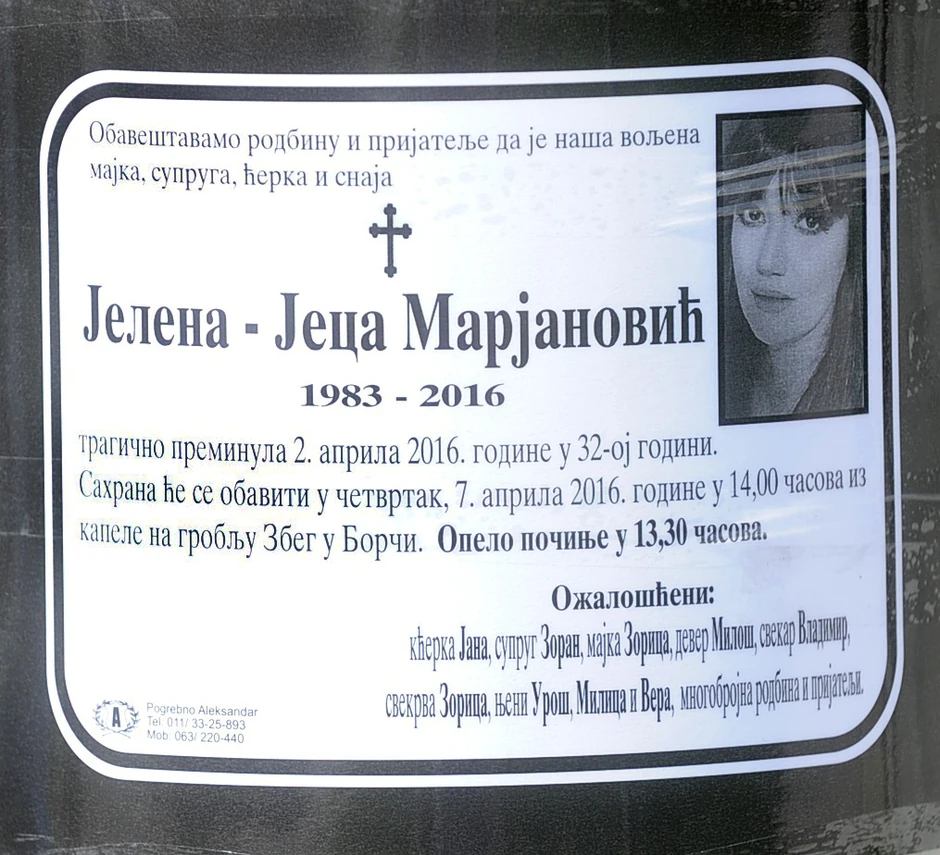 Обавештавамо родбину и пријатеље да је наша вољена
мајка, супруга, ћерка и снаја
Јелена - Јеца Марјановић
1983 - 2016
трагично преминула 2. априла 2016. године у 32-ој години.
Сахрана ће се обавити у четвртак, 7. априла 2016. године у 14,00 часова из
капеле на гробљу Збег у Борчи. Опело почиње у 13,30 часова.
Ожалошћени:
кћерка Јана, супруг Зоран, мајка Зорица, девер Милош, свекар Владимир,
свекрва Зорица, њени Урош, Милица и Вера, многобројна родбина и пријатељи.
A
Pogrebno Aleksandar
Tel: 011/ 33-25-893
Mob: 063/ 220-440